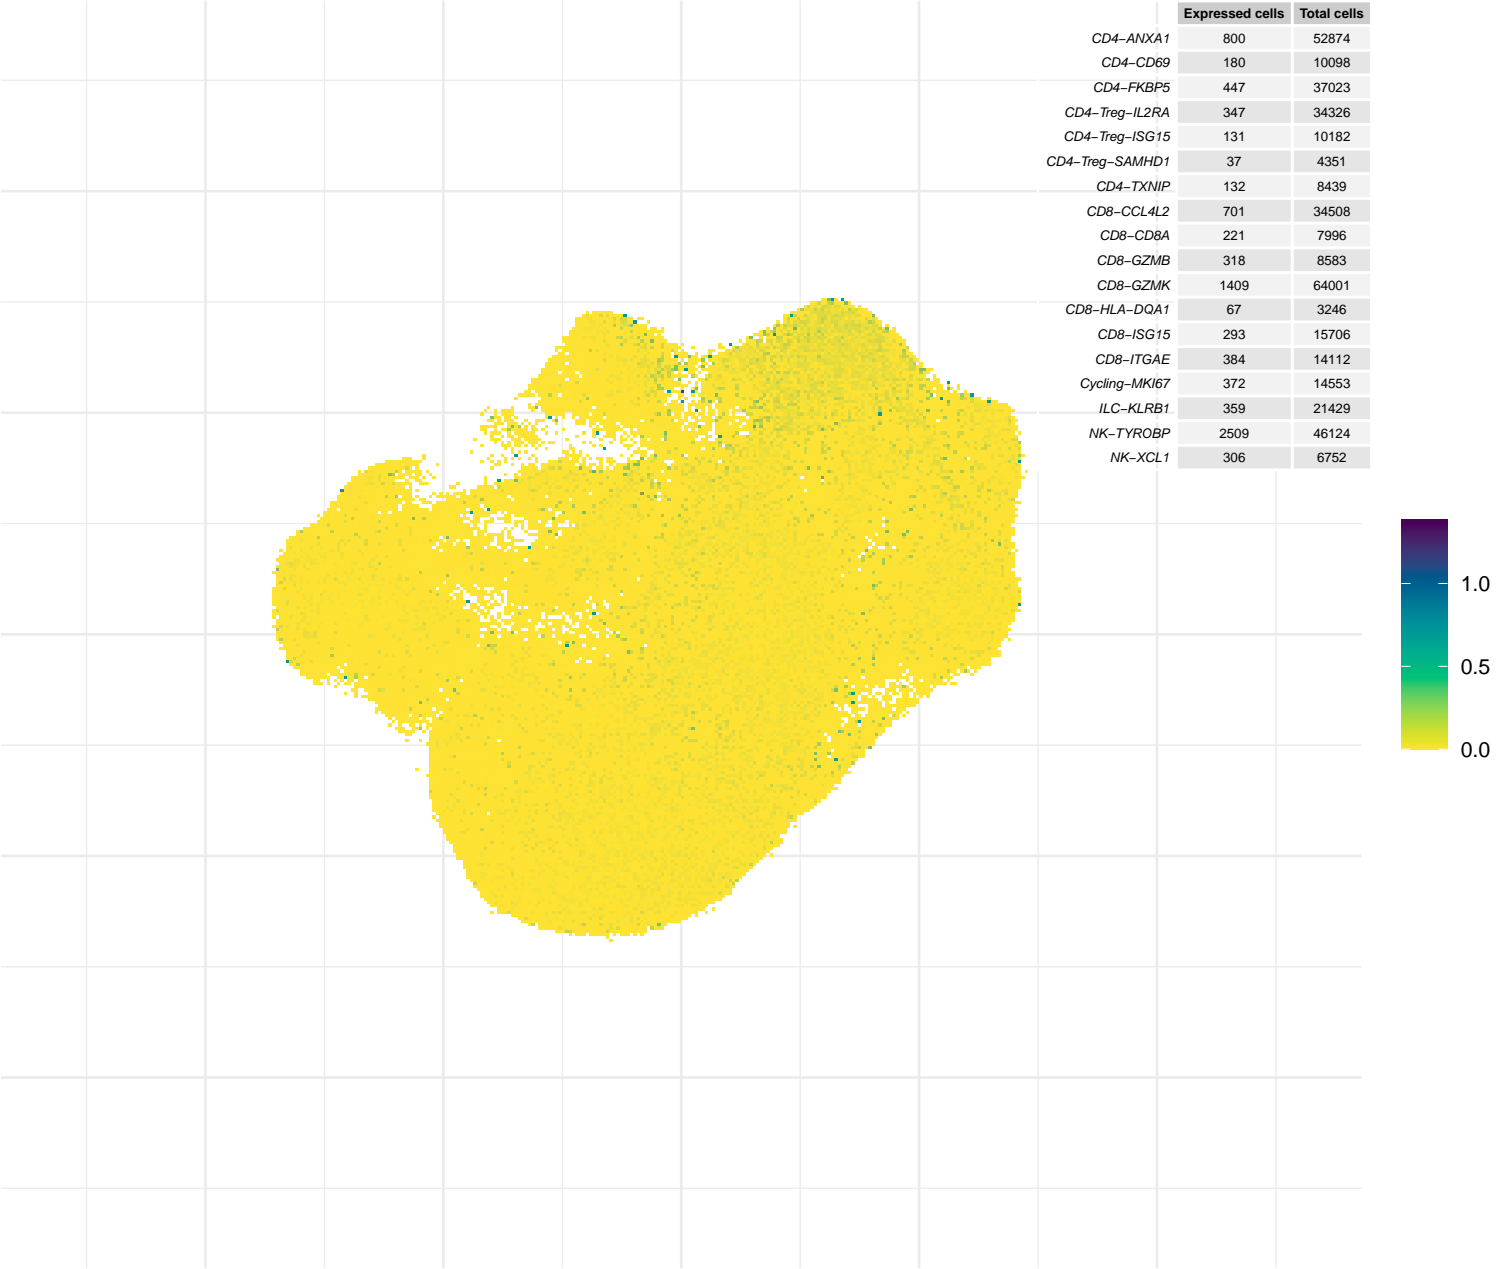 Expressed cells Total cells
CD4−ANXA1 800 52874
CD4−CD69 180 10098
CD4−FKBP5 447 37023
CD4−Treg−IL2RA 347 34326
CD4−Treg−ISG15 131 10182
CD4−Treg−SAMHD1 37 4351
CD4−TXNIP 132 8439
CD8−CCL4L2 701 34508
CD8−CD8A 221 7996
CD8−GZMB 318 8583
CD8−GZMK 1409 64001
CD8−HLA−DQA1 67 3246
CD8−ISG15 293 15706
CD8−ITGAE 384 14112
Cycling−MKI67 372 14553
ILC−KLRB1 359 21429
NK−TYROBP 2509 46124
NK−XCL1 306 6752
1.0
0.5
0.0